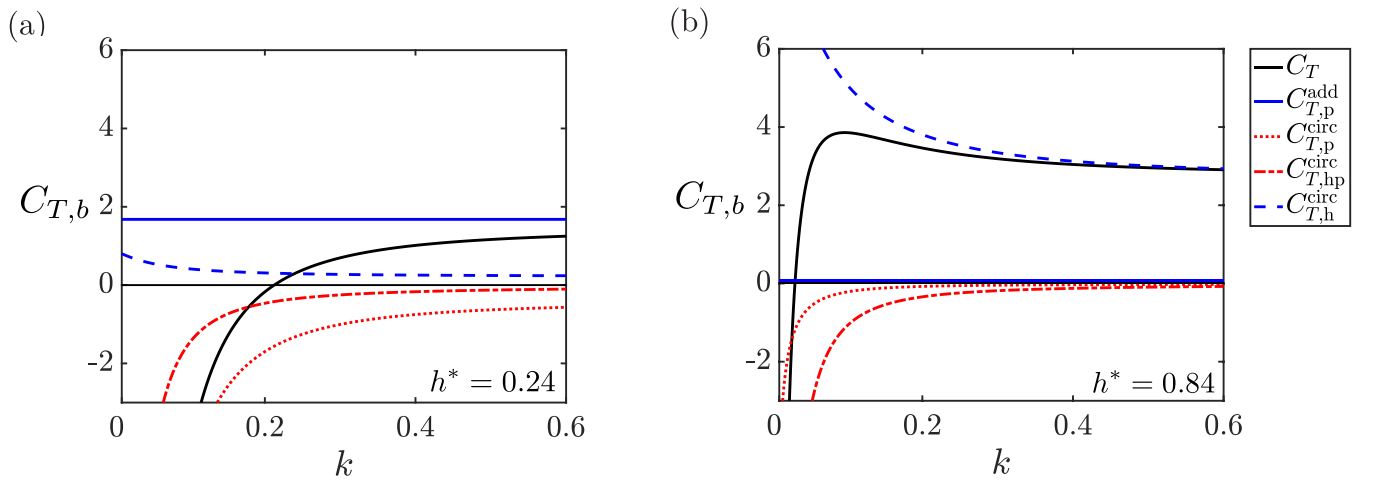 (a)
6
4
2
0
-2
C_{T,b}
h* = 0.24
0 0.2 0.4 0.6
k
(b)
6
4
2
0
-2
C_{T,b}
h* = 0.84
0 0.2 0.4 0.6
k
C_T
C_{T,p}^{add}
C_{T,p}^{circ}
C_{T,hp}^{circ}
C_{T,h}^{circ}